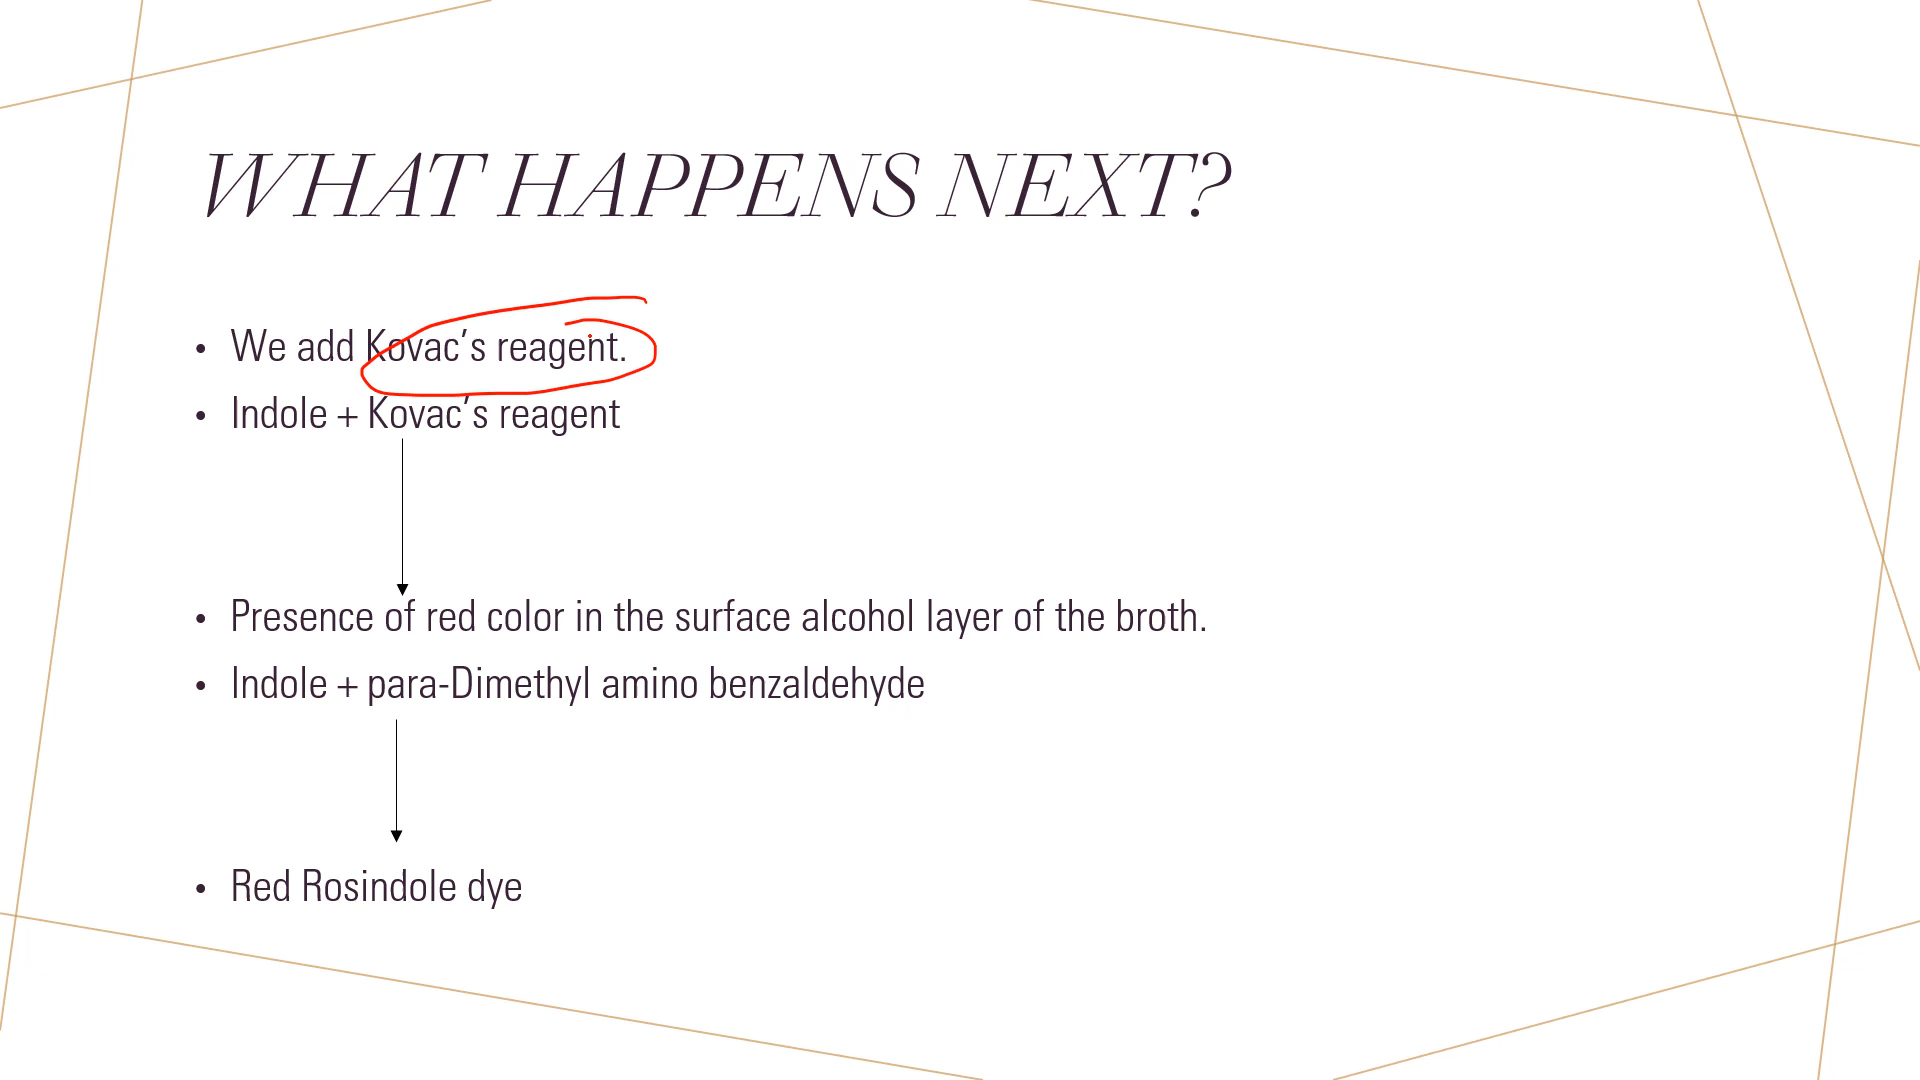 WHAT HAPPENS NEXT?
• We add Kovac’s reagent.
• Indole + Kovac’s reagent
• Presence of red color in the surface alcohol layer of the broth.
• Indole + para-Dimethyl amino benzaldehyde
• Red Rosindole dye